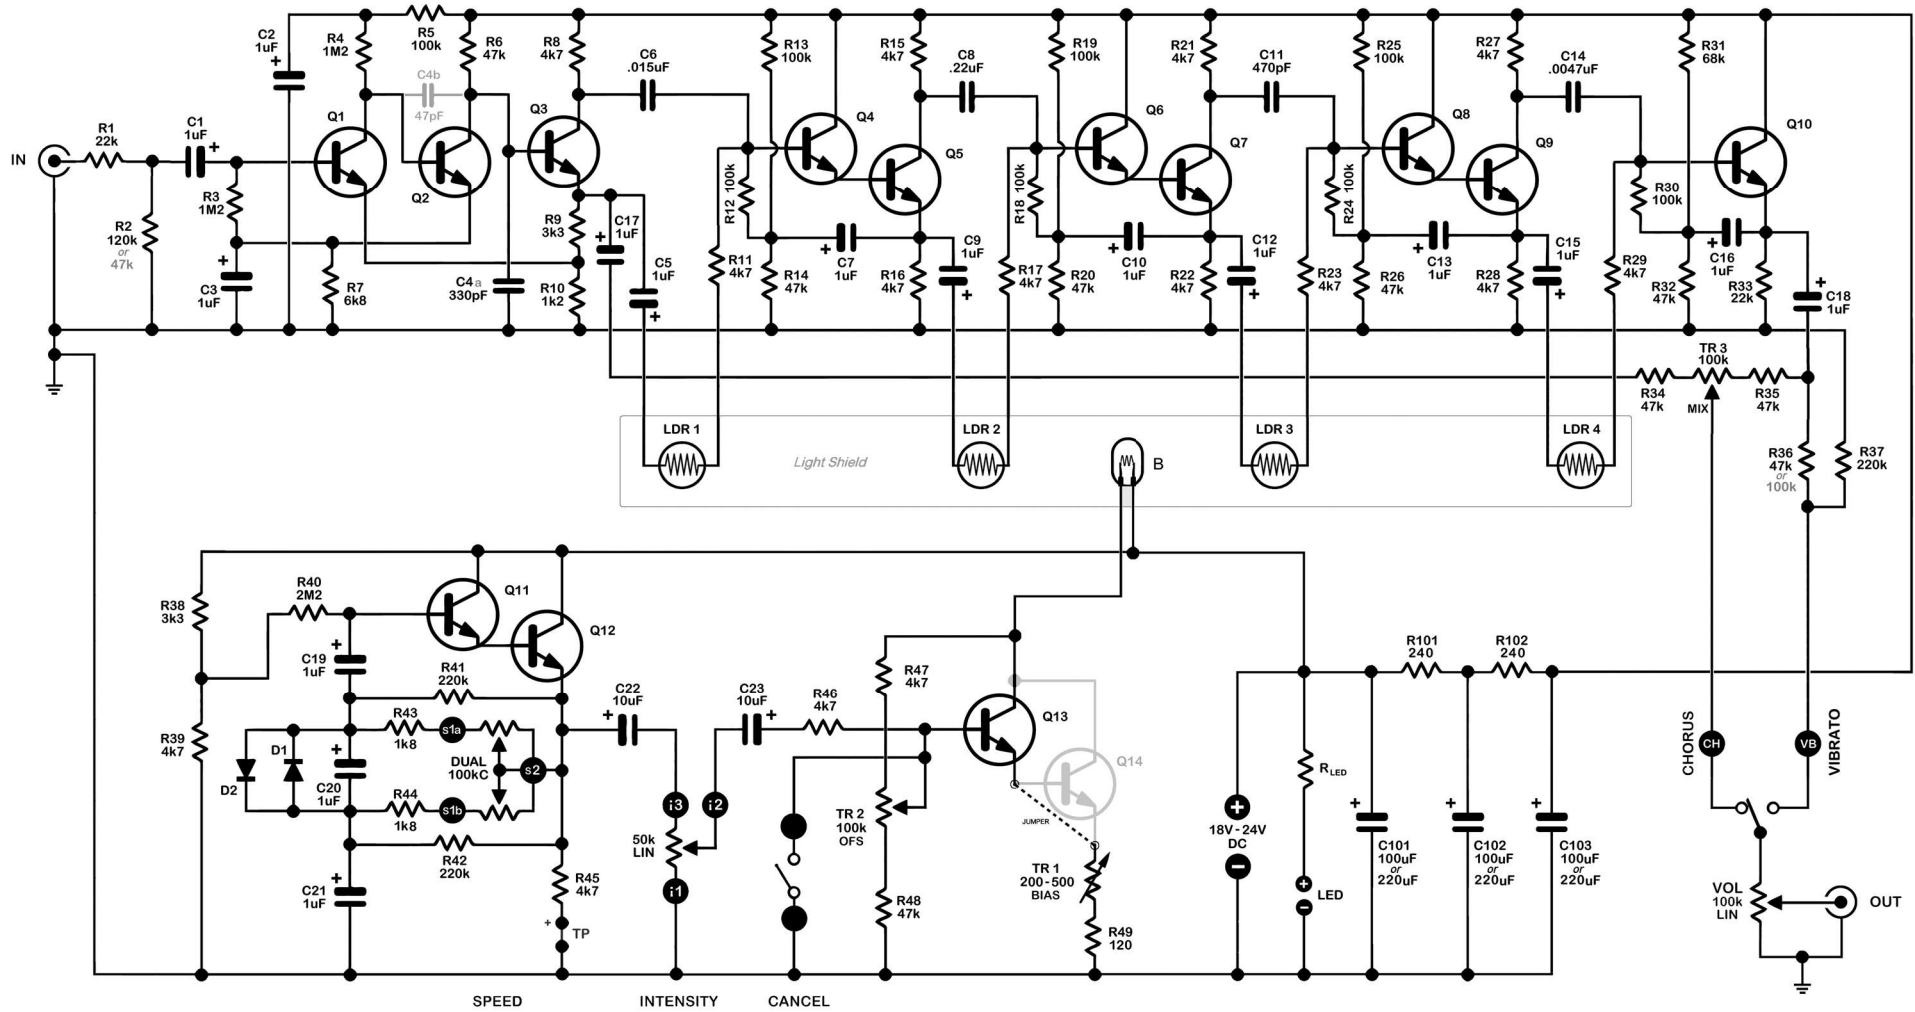 IN
R1
22k
C1
1uF
+
R2
120k
or
47k
R3
1M2
+
C3
1uF
C2
1uF
+
R4
1M2
R5
100k
R6
47k
C4b
47pF
Q1
Q2
R7
6k8
C4a
330pF
R8
4k7
Q3
R9
3k3
R10
1k2
C17
1uF
+
C5
1uF
+
C6
.015uF
R11
4k7
R12 100k
R13
100k
R14
47k
Q4
Q5
+
C7
1uF
R15
4k7
R16
4k7
C8
.22uF
C9
1uF
+
R17
4k7
R18 100k
R19
100k
R20
47k
Q6
Q7
+
C10
1uF
R21
4k7
R22
4k7
C11
470pF
C12
1uF
+
R23
4k7
R24 100k
R25
100k
R26
47k
Q8
Q9
+
C13
1uF
R27
4k7
R28
4k7
C14
.0047uF
C15
1uF
+
R29
4k7
R30
100k
R31
68k
R32
47k
Q10
+
C16
1uF
R33
22k
+
C18
1uF
R34
47k
TR 3
100k
MIX
R35
47k
R36
47k
or
100k
R37
220k
LDR 1
Light Shield
LDR 2
B
LDR 3
LDR 4
R38
3k3
R39
4k7
R40
2M2
Q11
Q12
+
C19
1uF
R41
220k
R43
1k8
s1a
D1
D2
+
C20
1uF
DUAL
100kC
s2
R44
1k8
s1b
R42
220k
+
C21
1uF
R45
4k7
+
TP
C22
10uF
+
i3
i2
50k
LIN
i1
C23
10uF
+
R46
4k7
R47
4k7
TR 2
100k
OFS
R48
47k
Q13
Q14
JUMPER
TR 1
200-500
BIAS
R49
120
+
18V-24V
DC
−
RLED
+
−
LED
R101
240
R102
240
+
C101
100uF
or
220uF
+
C102
100uF
or
220uF
+
C103
100uF
or
220uF
CHORUS
CH
VB
VIBRATO
VOL
100k
LIN
OUT
SPEED
INTENSITY
CANCEL